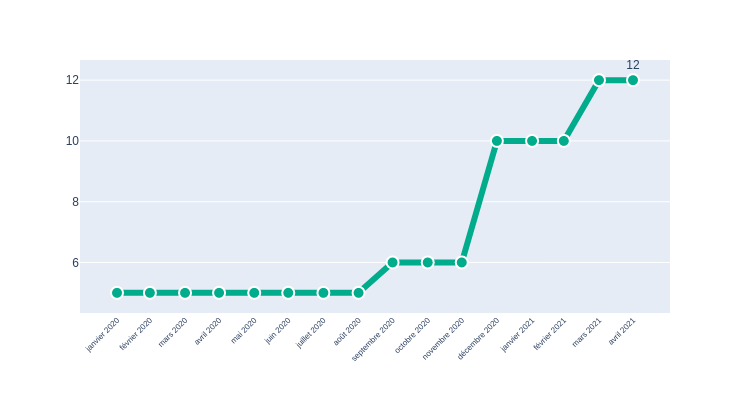 12
12
10
8
6
janvier 2020
février 2020
mars 2020
avril 2020
mai 2020
juin 2020
juillet 2020
août 2020
septembre 2020
octobre 2020
novembre 2020
décembre 2020
janvier 2021
février 2021
mars 2021
avril 2021